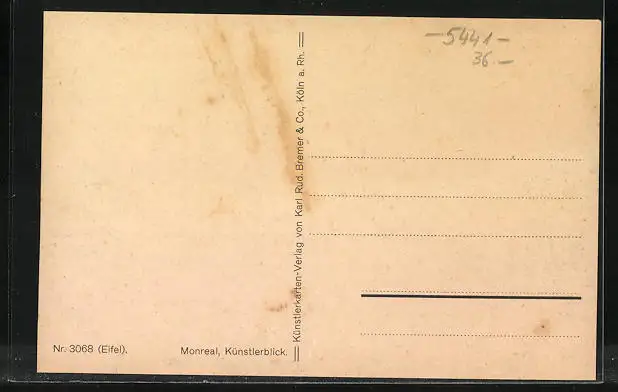 – 5441 –
36. –
Künstlerkarten-Verlag von Karl Rud. Bremer & Co., Köln a. Rh.
Nr. 3068 (Eifel).
Monreal, Künstlerblick.